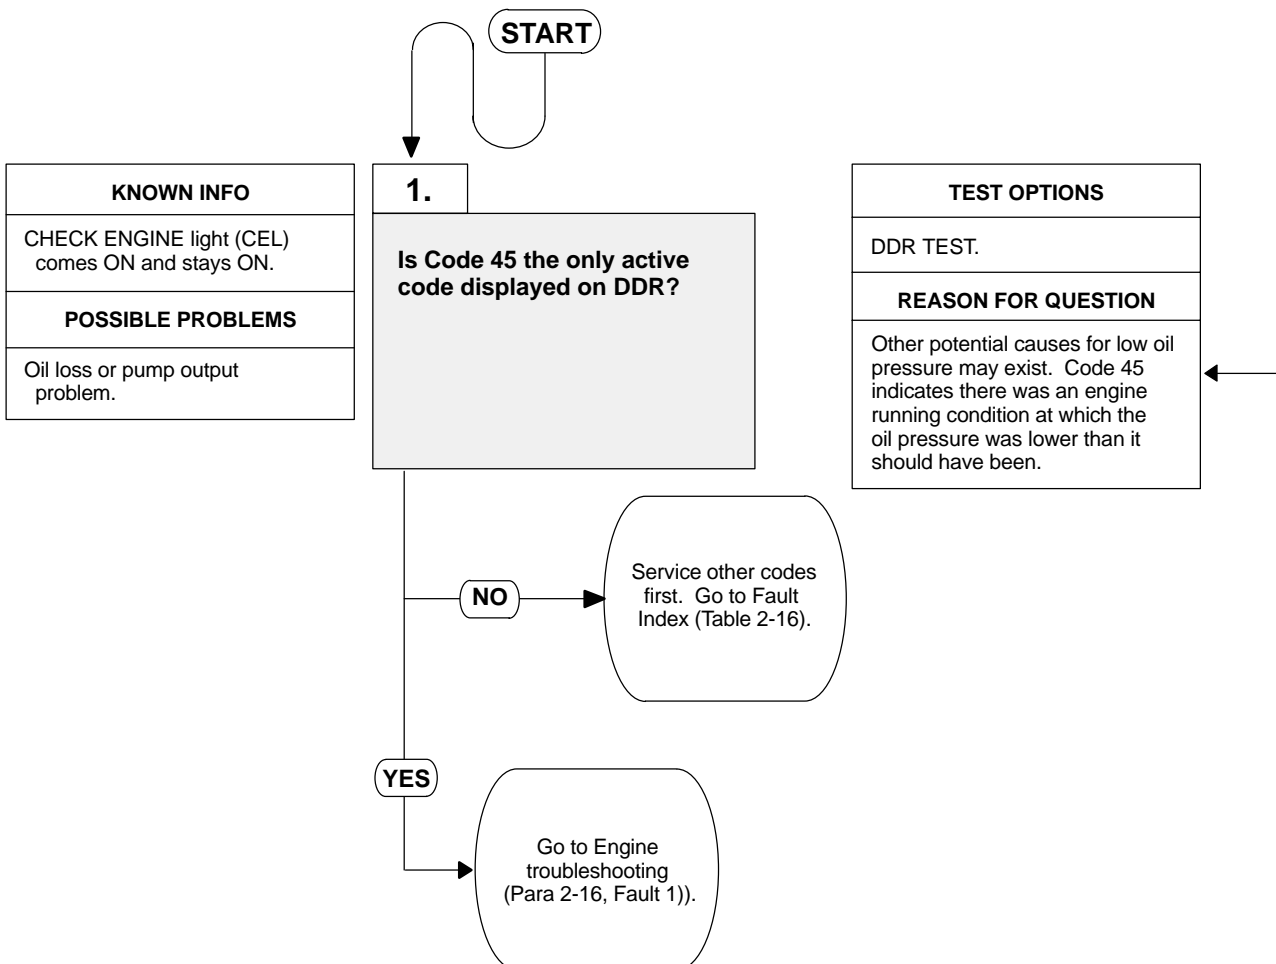 START
KNOWN INFO
CHECK ENGINE light (CEL)
comes ON and stays ON.
POSSIBLE PROBLEMS
Oil loss or pump output
problem.
1.
Is Code 45 the only active
code displayed on DDR?
TEST OPTIONS
DDR TEST.
REASON FOR QUESTION
Other potential causes for low oil
pressure may exist. Code 45
indicates there was an engine
running condition at which the
oil pressure was lower than it
should have been.
NO
Service other codes
first. Go to Fault
Index (Table 2-16).
YES
Go to Engine
troubleshooting
(Para 2-16, Fault 1)).